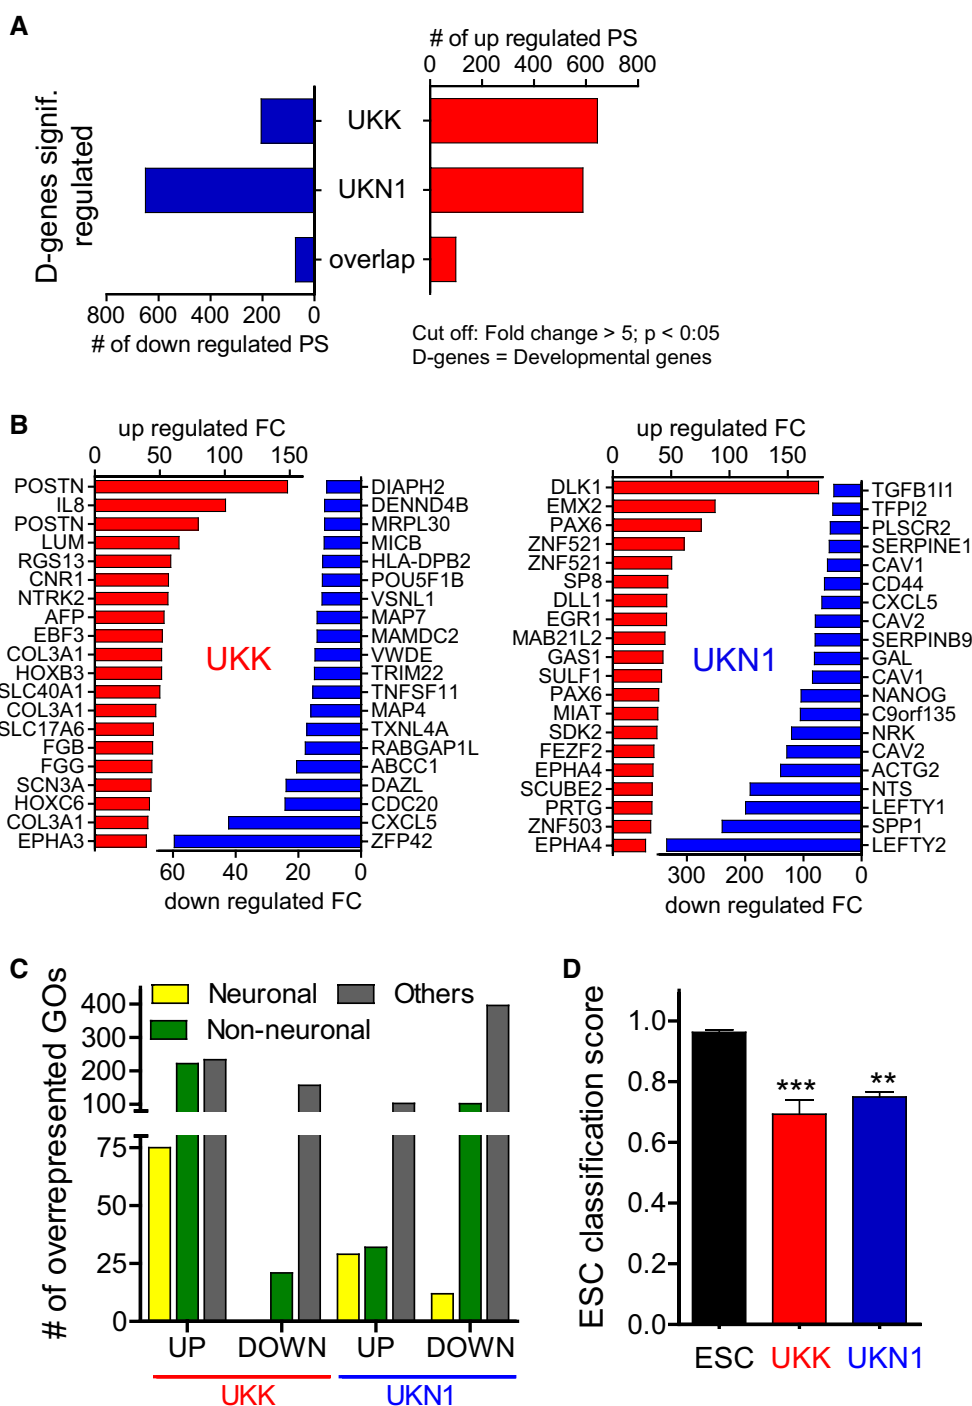 A
# of up regulated PS
0 200 400 600 800
D-genes signif.
regulated
UKK
UKN1
overlap
800 600 400 200 0
# of down regulated PS
Cut off: Fold change > 5; p < 0:05
D-genes = Developmental genes
B
up regulated FC
0 50 100 150
POSTN DIAPH2
IL8 DENND4B
POSTN MRPL30
LUM MICB
RGS13 HLA-DPB2
CNR1 POU5F1B
NTRK2 VSNL1
AFP MAP7
EBF3 MAMDC2
COL3A1 VWDE
HOXB3 TRIM22
SLC40A1 TNFSF11
COL3A1 MAP4
SLC17A6 TXNL4A
FGB RABGAP1L
FGG ABCC1
SCN3A DAZL
HOXC6 CDC20
COL3A1 CXCL5
EPHA3 ZFP42
UKK
60 40 20 0
down regulated FC
up regulated FC
0 50 100 150
DLK1 TGFB1I1
EMX2 TFPI2
PAX6 PLSCR2
ZNF521 SERPINE1
ZNF521 CAV1
SP8 CD44
DLL1 CXCL5
EGR1 CAV2
MAB21L2 SERPINB9
GAS1 GAL
SULF1 CAV1
PAX6 NANOG
MIAT C9orf135
SDK2 NRK
FEZF2 CAV2
EPHA4 ACTG2
SCUBE2 NTS
PRTG LEFTY1
ZNF503 SPP1
EPHA4 LEFTY2
UKN1
300 200 100 0
down regulated FC
C
# of overrepresented GOs
Neuronal Others
Non-neuronal
400
300
200
100
75
50
25
0
UP DOWN UP DOWN
UKK UKN1
D
ESC classification score
1.0
0.8
0.6
0.4
0.2
0.0
*** **
ESC UKK UKN1